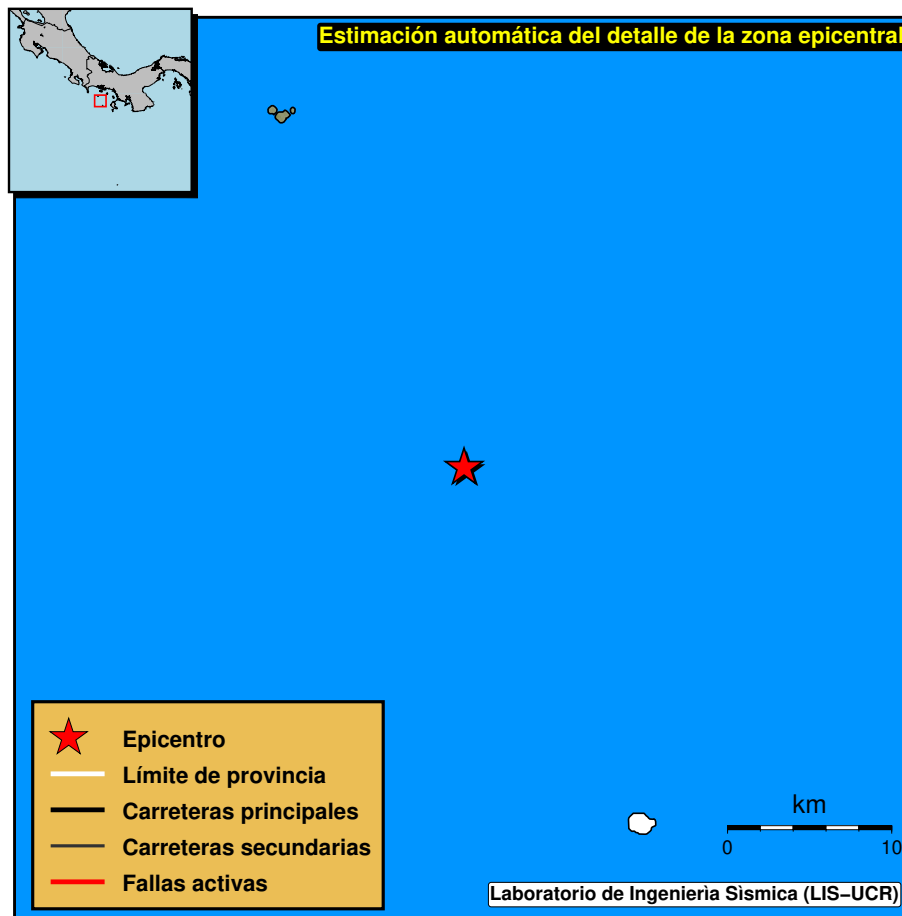 Estimación automática del detalle de la zona epicentral
Epicentro
Límite de provincia
Carreteras principales
Carreteras secundarias
Fallas activas
km
0 10
Laboratorio de Ingenierìa Sìsmica (LIS−UCR)